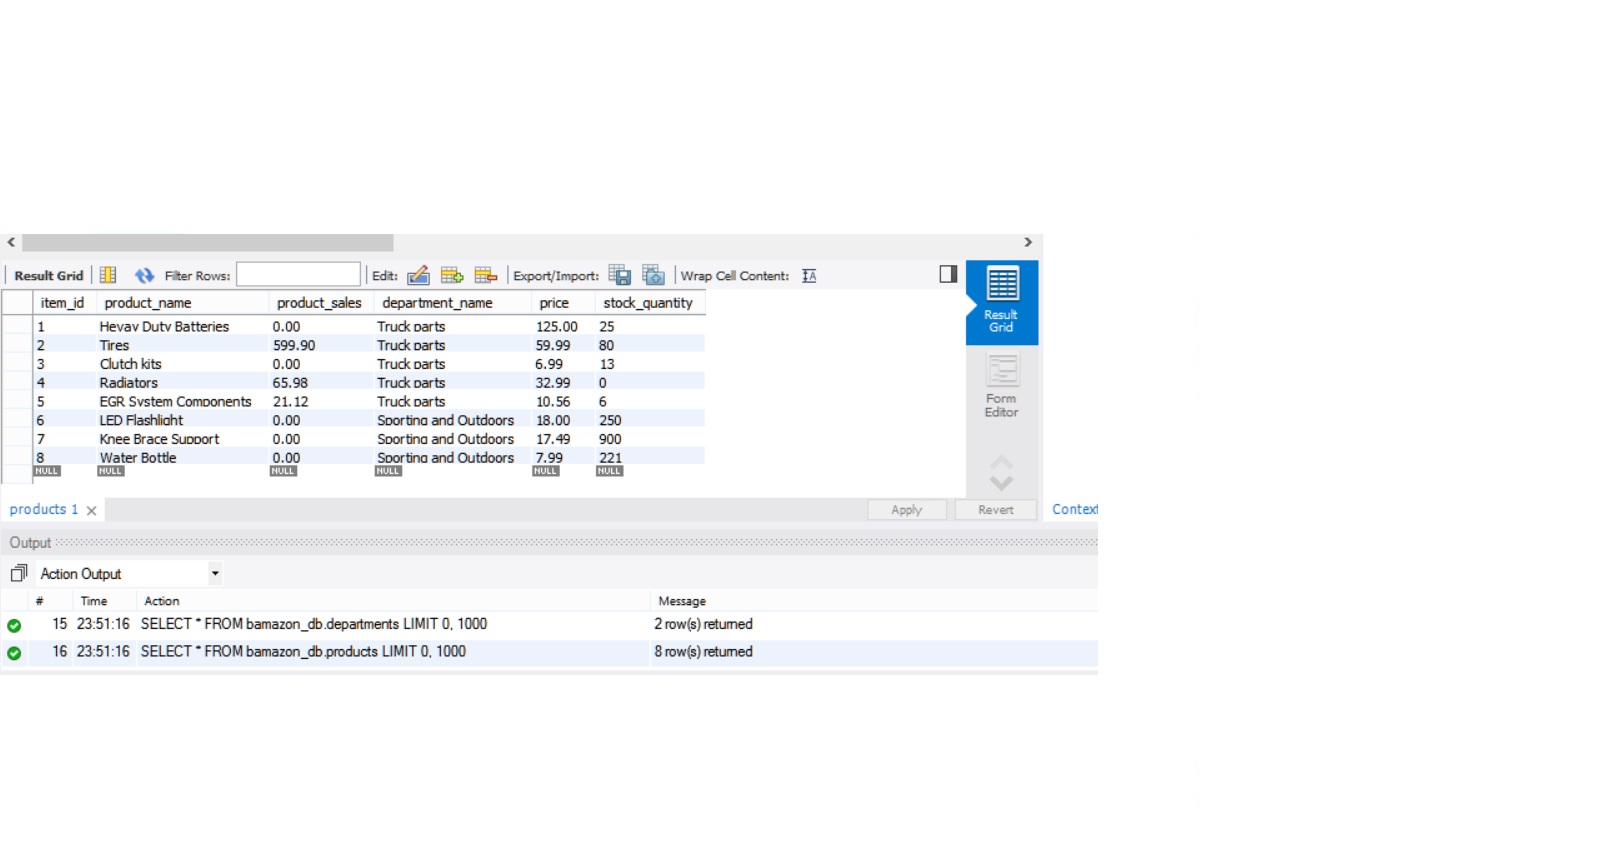 Result Grid Filter Rows: Edit: Export/Import: Wrap Cell Content: IA
item_id product_name product_sales department_name price stock_quantity
1 Hevay Duty Batteries 0.00 Truck parts 125.00 25
2 Tires 599.90 Truck parts 59.99 80
3 Clutch kits 0.00 Truck parts 6.99 13
4 Radiators 65.98 Truck parts 32.99 0
5 EGR System Components 21.12 Truck parts 10.56 6
6 LED Flashlight 0.00 Sporting and Outdoors 18.00 250
7 Knee Brace Support 0.00 Sporting and Outdoors 17.49 900
8 Water Bottle 0.00 Sporting and Outdoors 7.99 221
NULL NULL NULL NULL NULL NULL
Result
Grid
Form
Editor
products 1 Apply Revert Context
Output
Action Output
# Time Action Message
15 23:51:16 SELECT * FROM bamazon_db.departments LIMIT 0, 1000 2 row(s) returned
16 23:51:16 SELECT * FROM bamazon_db.products LIMIT 0, 1000 8 row(s) returned